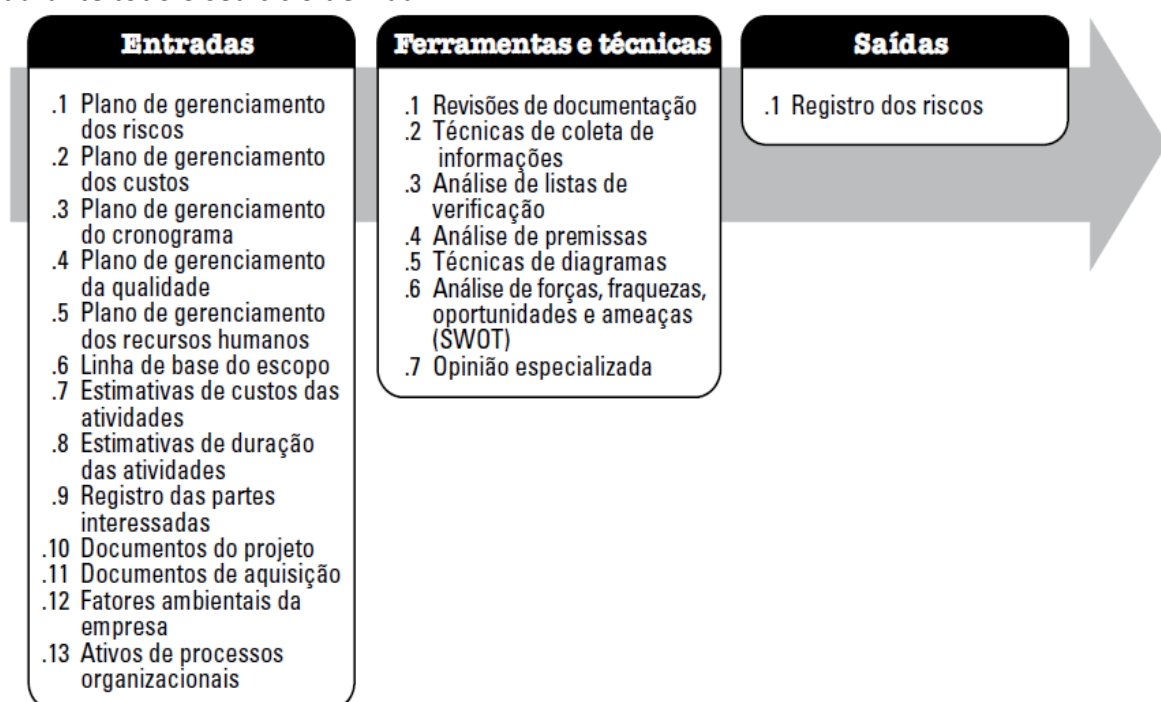 Entradas
.1 Plano de gerenciamento
dos riscos
.2 Plano de gerenciamento
dos custos
.3 Plano de gerenciamento
do cronograma
.4 Plano de gerenciamento
da qualidade
.5 Plano de gerenciamento
dos recursos humanos
.6 Linha de base do escopo
.7 Estimativas de custos das
atividades
.8 Estimativas de duração
das atividades
.9 Registro das partes
interessadas
.10 Documentos do projeto
.11 Documentos de aquisição
.12 Fatores ambientais da
empresa
.13 Ativos de processos
organizacionais
Ferramentas e técnicas
.1 Revisões de documentação
.2 Técnicas de coleta de
informações
.3 Análise de listas de
verificação
.4 Análise de premissas
.5 Técnicas de diagramas
.6 Análise de forças, fraquezas,
oportunidades e ameaças
(SWOT)
.7 Opinião especializada
Saídas
.1 Registro dos riscos